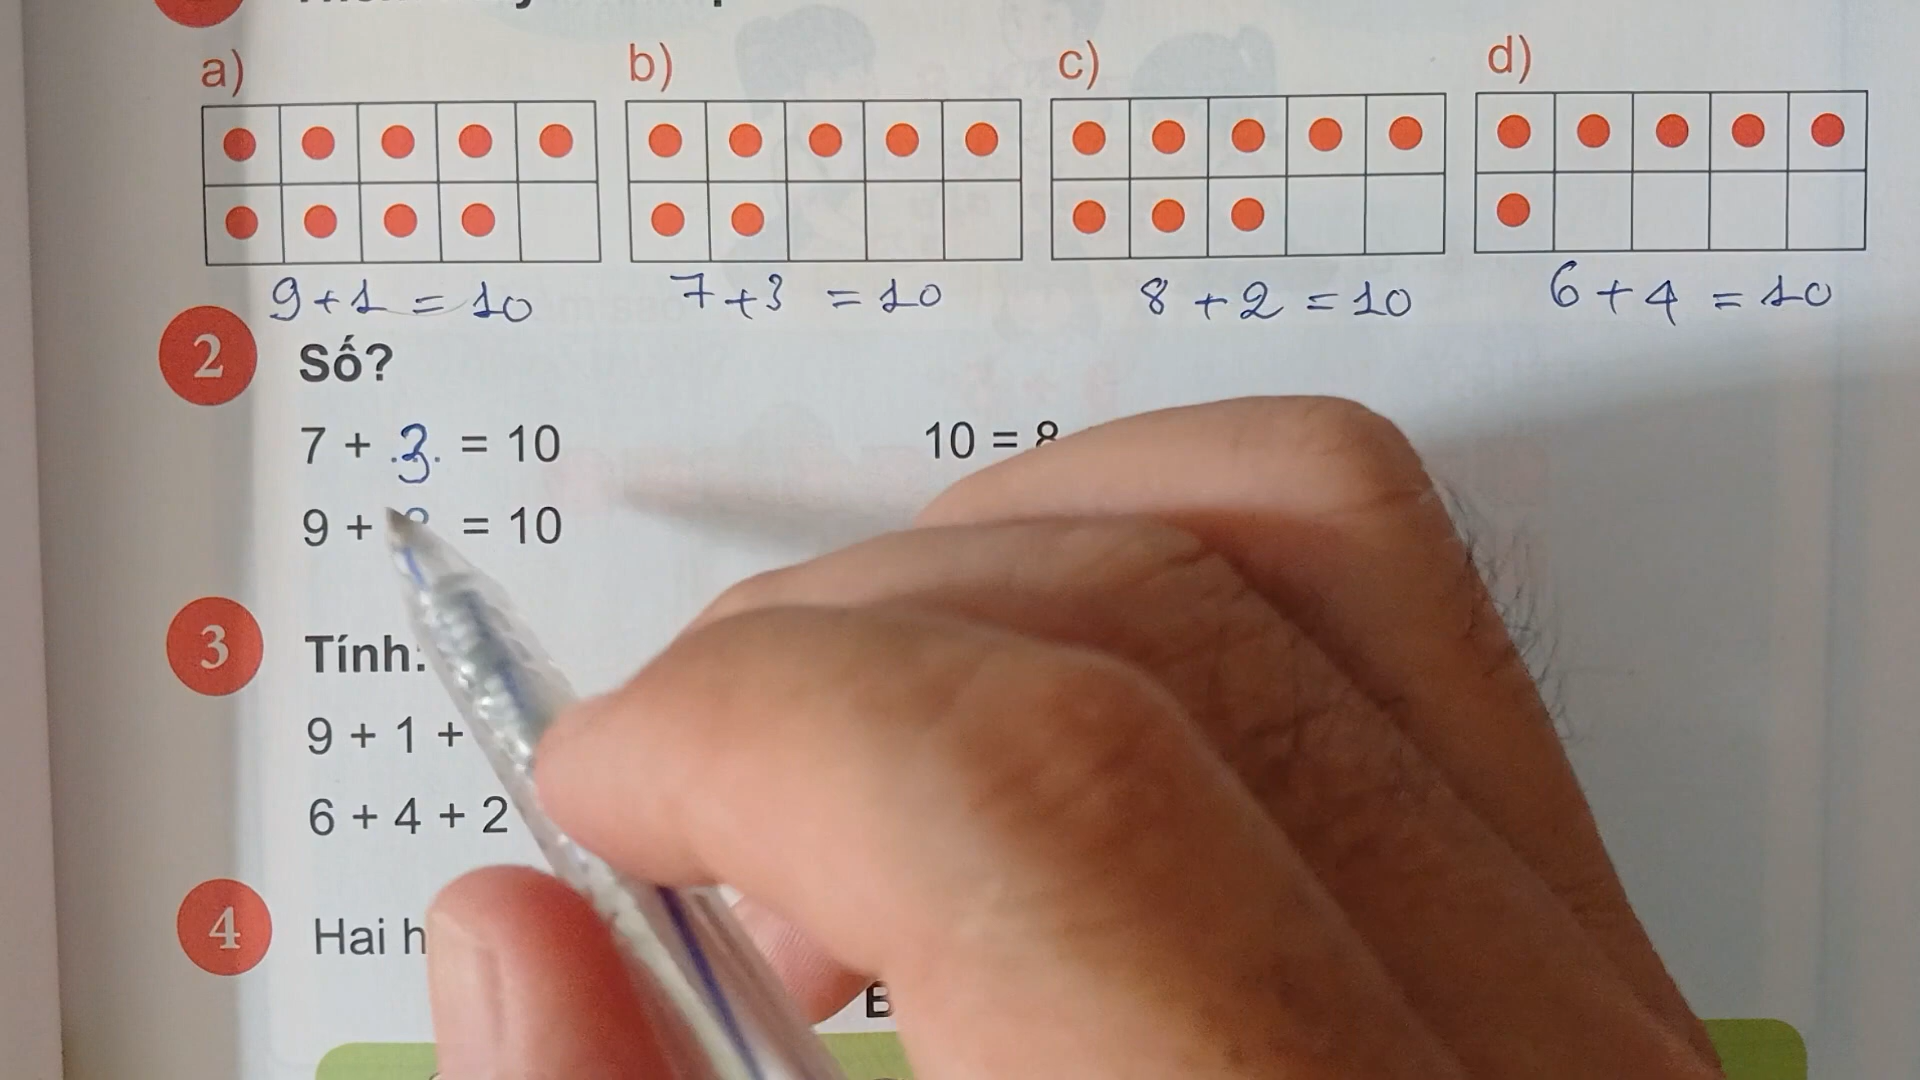 a) b) c) d)
9+1 = 10 7+3 = 10 8+2 = 10 6+4 = 10
2 Số?
7 + .3. = 10 10 = 8
9 + = 10
3 Tính:
9 + 1 +
6 + 4 + 2
4 Hai h